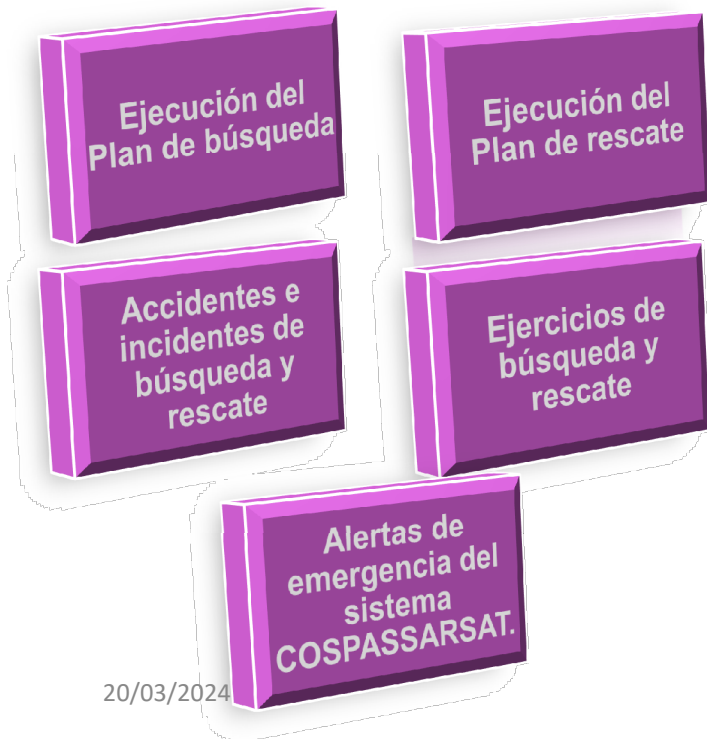 Ejecución del
Plan de búsqueda
Ejecución del
Plan de rescate
Accidentes e
incidentes de
búsqueda y
rescate
Ejercicios de
búsqueda y
rescate
Alertas de
emergencia del
sistema
COSPASSARSAT.
20/03/2024